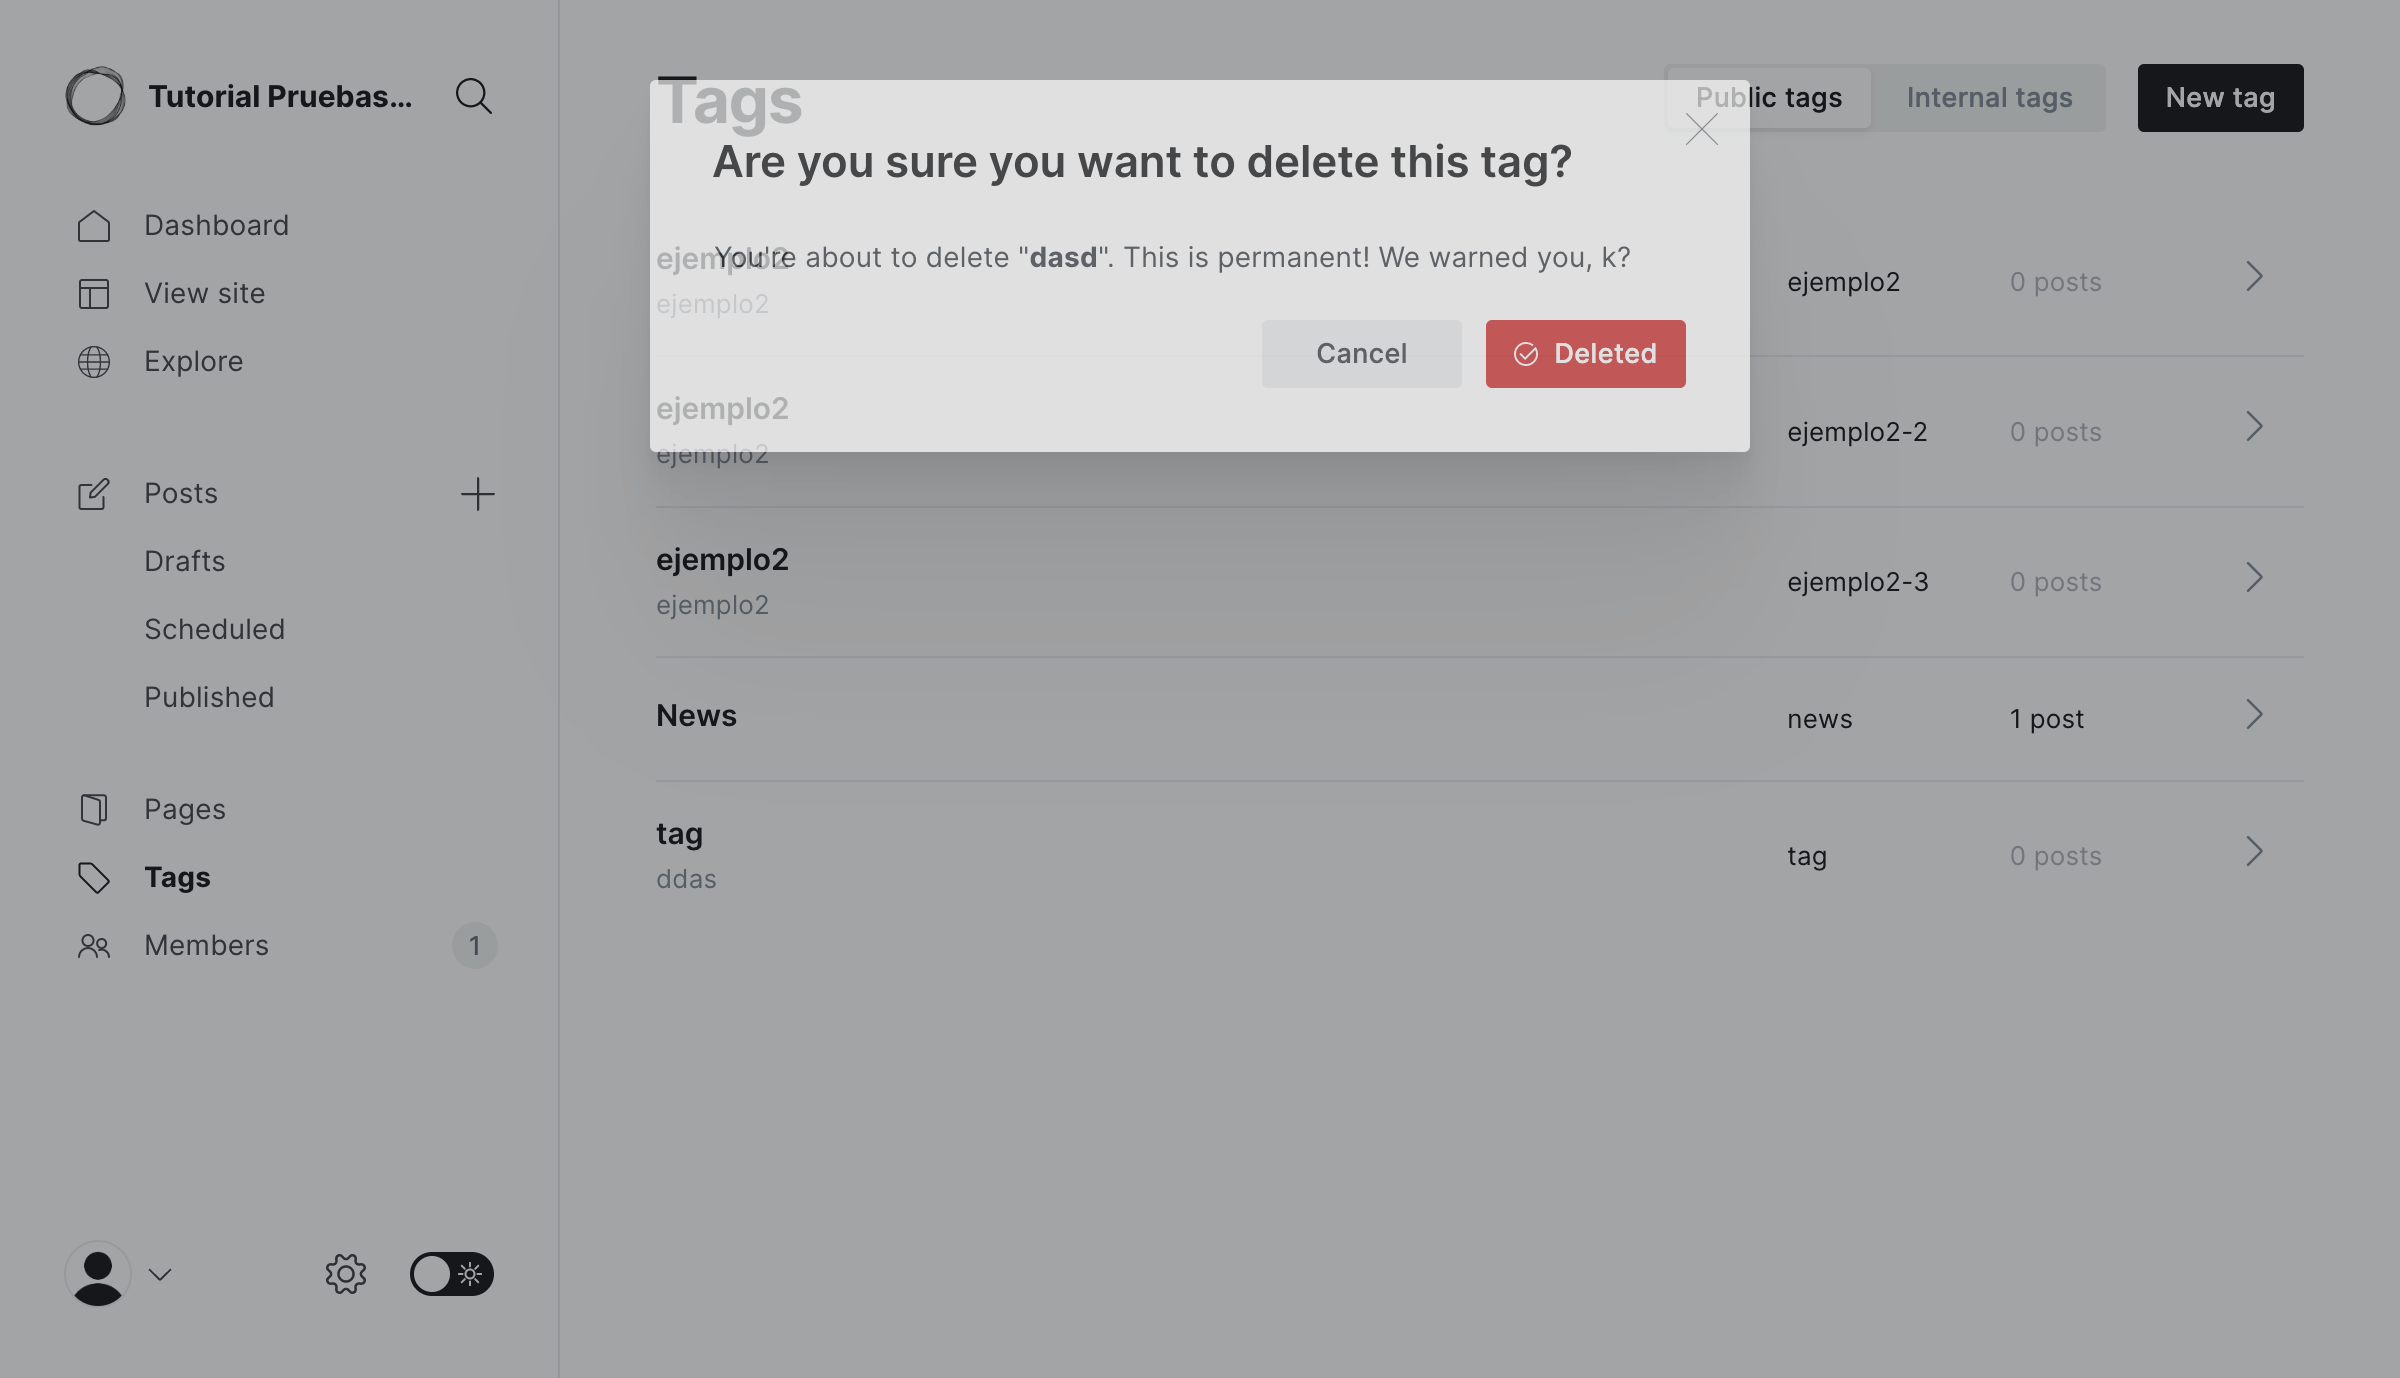 Tutorial Pruebas...
Dashboard
View site
Explore
Posts
Drafts
Scheduled
Published
Pages
Tags
Members 1
Tags
Public tags Internal tags New tag
Are you sure you want to delete this tag?
You're about to delete "dasd". This is permanent! We warned you, k?
Cancel Deleted
ejemplo2 ejemplo2 0 posts
ejemplo2
ejemplo2 ejemplo2-2 0 posts
ejemplo2
ejemplo2 ejemplo2-3 0 posts
ejemplo2
News news 1 post
tag tag 0 posts
ddas